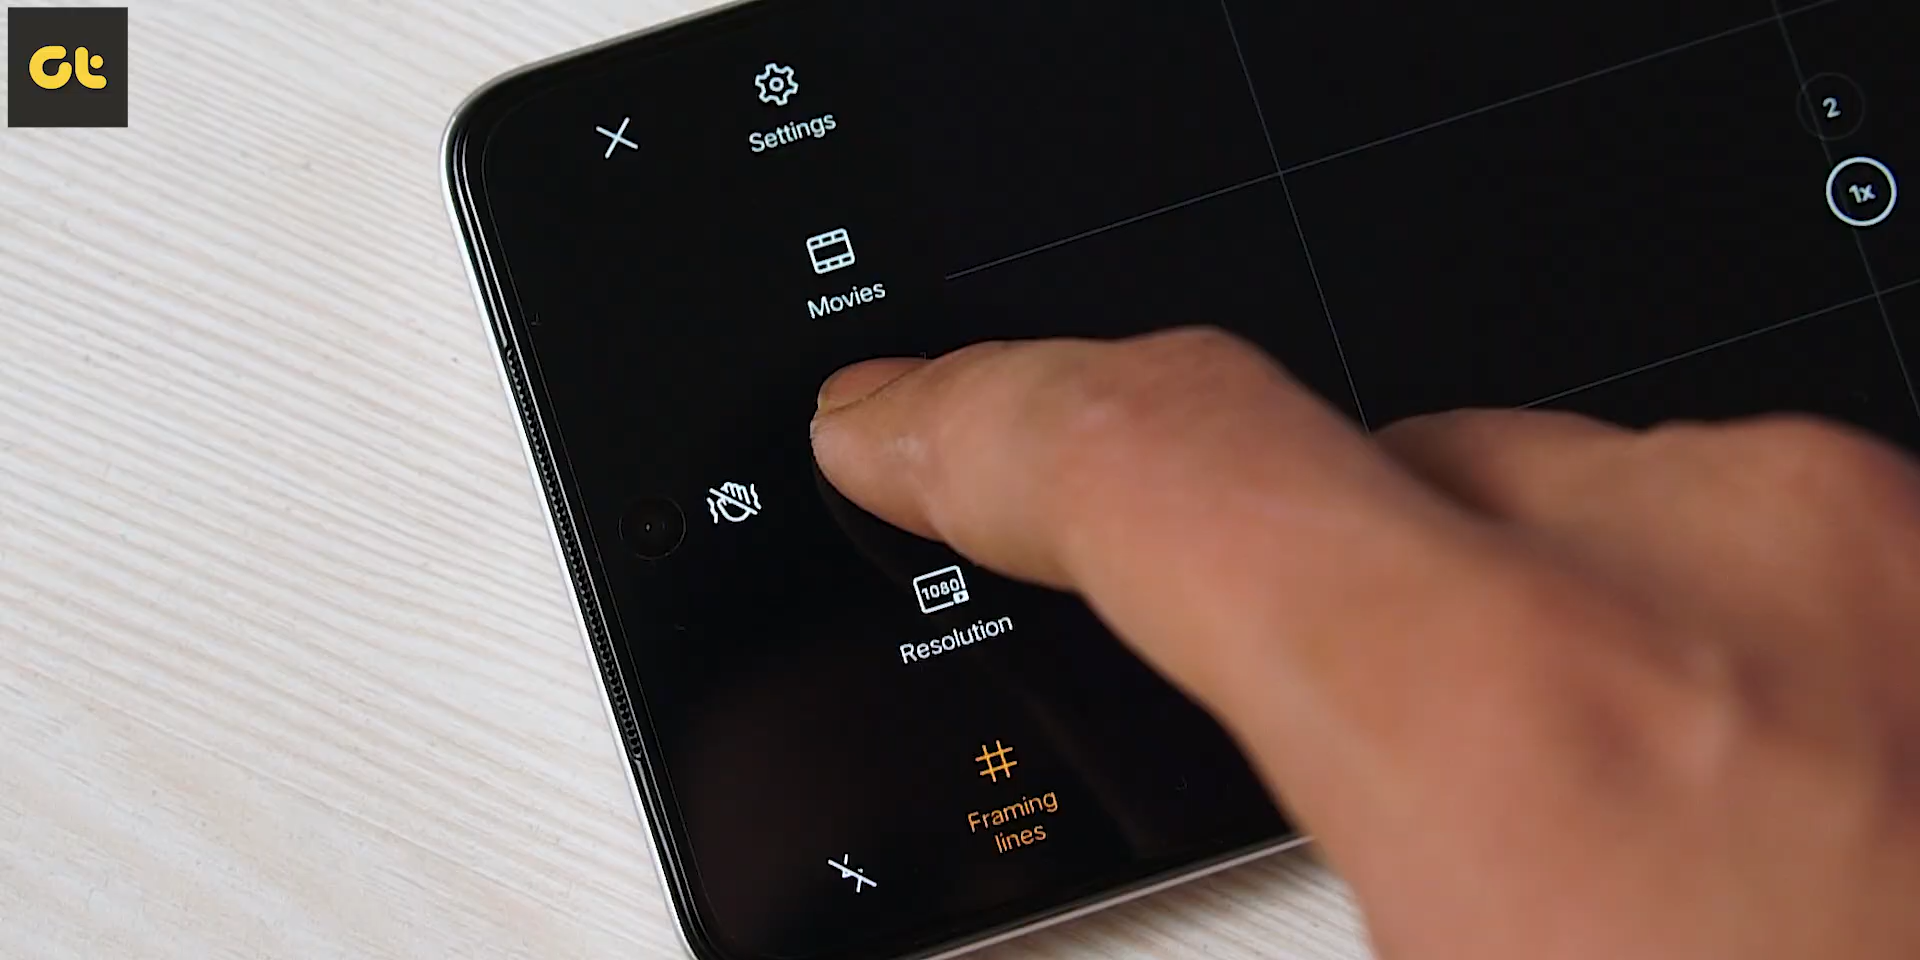 Gt
Settings
2
1x
Movies
1080
Resolution
Framing
lines